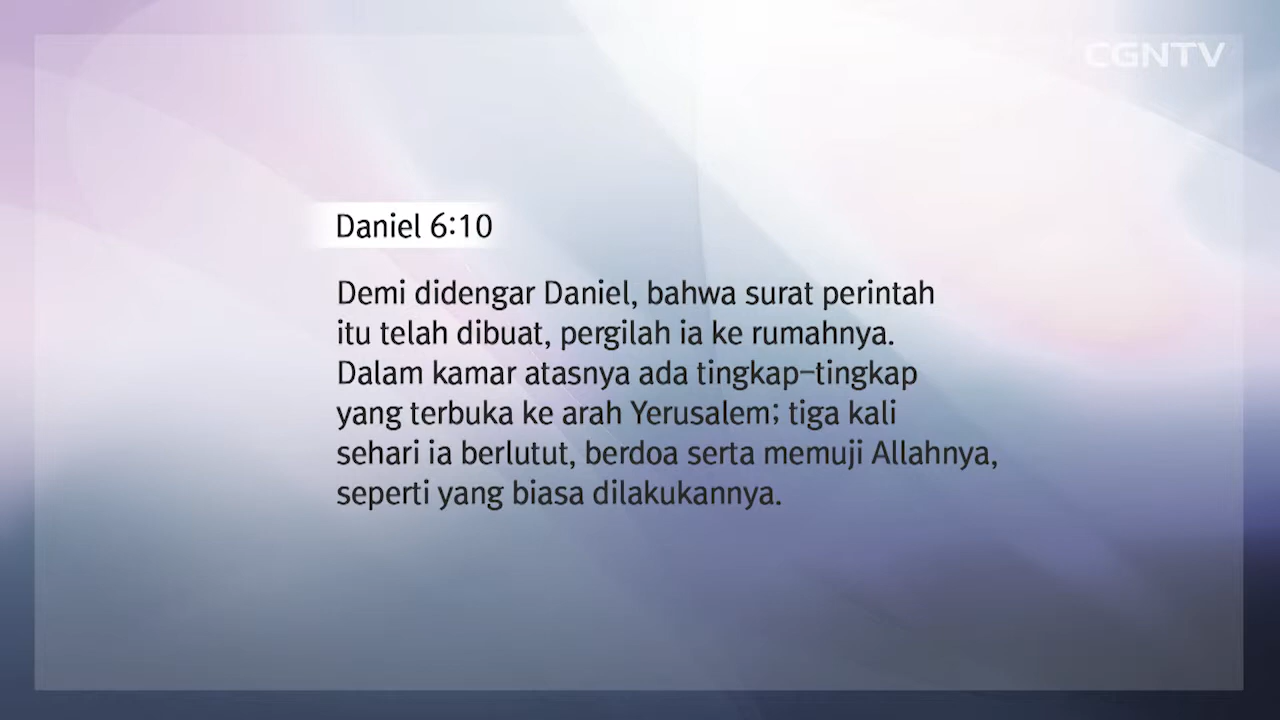 CGNTV
Daniel 6:10
Demi didengar Daniel, bahwa surat perintah
itu telah dibuat, pergilah ia ke rumahnya.
Dalam kamar atasnya ada tingkap-tingkap
yang terbuka ke arah Yerusalem; tiga kali
sehari ia berlutut, berdoa serta memuji Allahnya,
seperti yang biasa dilakukannya.